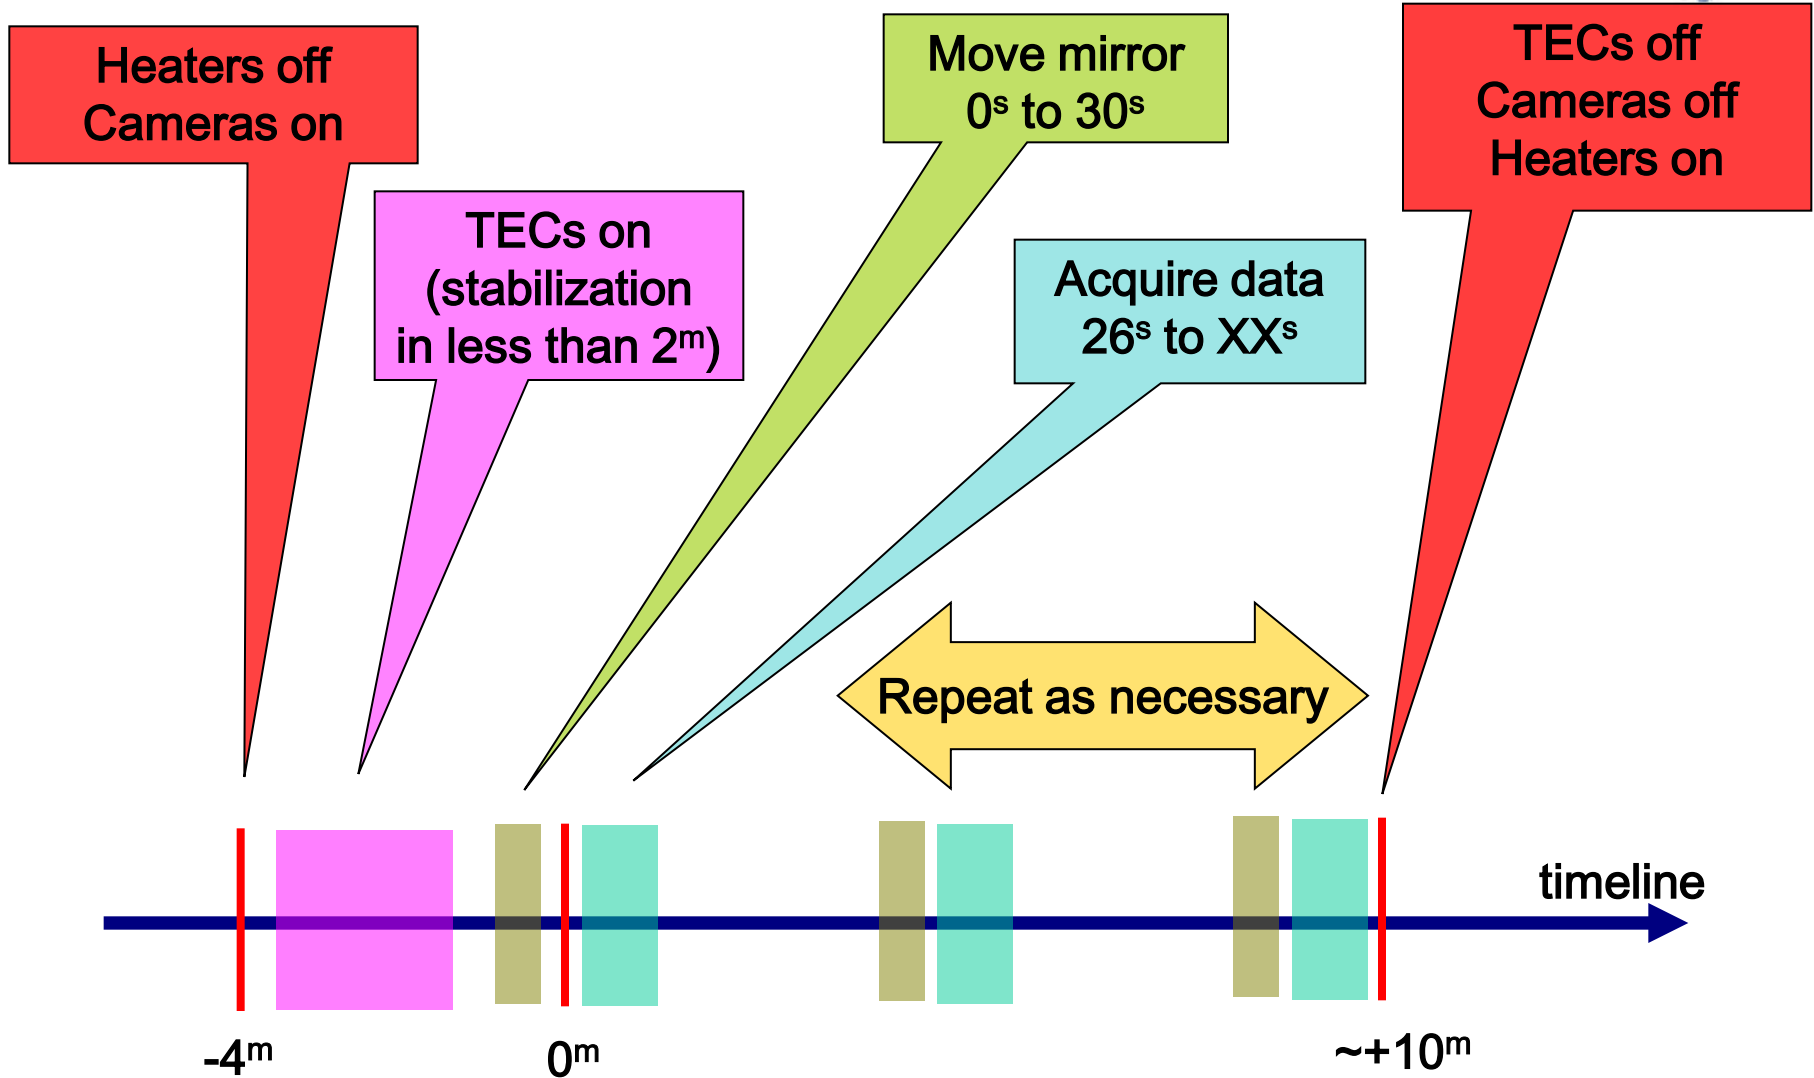 Heaters off
Cameras on
TECs on
(stabilization
in less than 2ᵐ)
Move mirror
0ˢ to 30ˢ
Acquire data
26ˢ to XXˢ
TECs off
Cameras off
Heaters on
Repeat as necessary
timeline
-4ᵐ
0ᵐ
~+10ᵐ